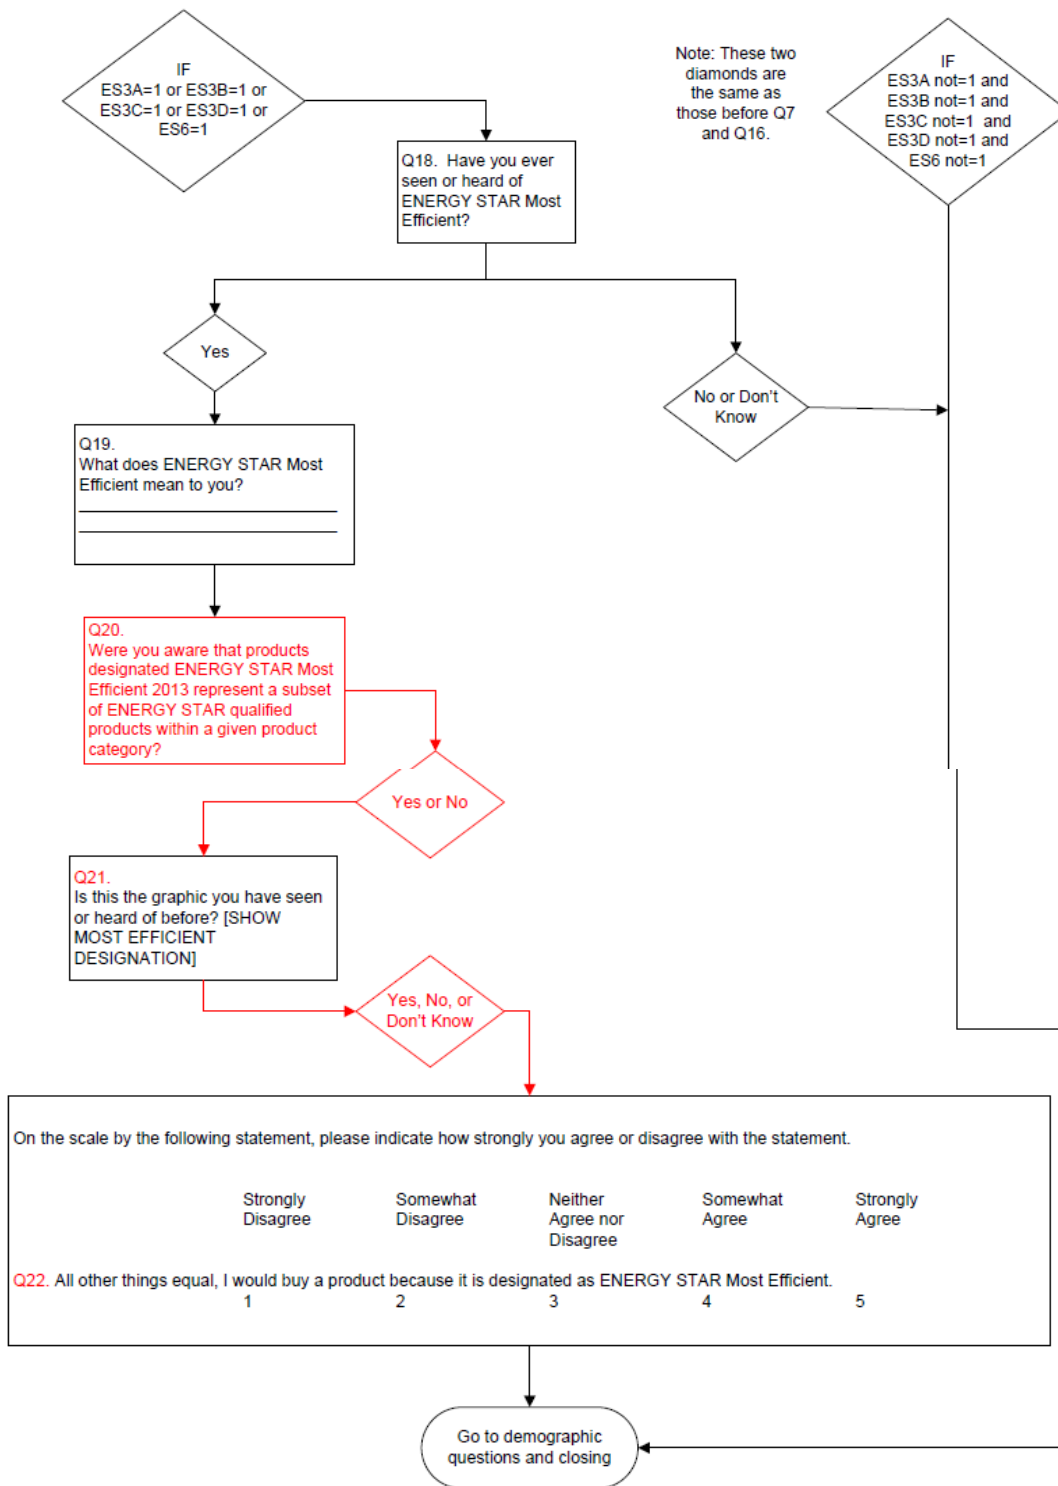 IF
ES3A=1 or ES3B=1 or
ES3C=1 or ES3D=1 or
ES6=1
Note: These two
diamonds are
the same as
those before Q7
and Q16.
IF
ES3A not=1 and
ES3B not=1 and
ES3C not=1 and
ES3D not=1 and
ES6 not=1
Q18. Have you ever
seen or heard of
ENERGY STAR Most
Efficient?
Yes
No or Don't
Know
Q19.
What does ENERGY STAR Most
Efficient mean to you?
Q20.
Were you aware that products
designated ENERGY STAR Most
Efficient 2013 represent a subset
of ENERGY STAR qualified
products within a given product
category?
Yes or No
Q21.
Is this the graphic you have seen
or heard of before? [SHOW
MOST EFFICIENT
DESIGNATION]
Yes, No, or
Don't Know
On the scale by the following statement, please indicate how strongly you agree or disagree with the statement.
Strongly Somewhat Neither Somewhat Strongly
Disagree Disagree Agree nor Agree Agree
Disagree
Q22. All other things equal, I would buy a product because it is designated as ENERGY STAR Most Efficient.
1 2 3 4 5
Go to demographic
questions and closing